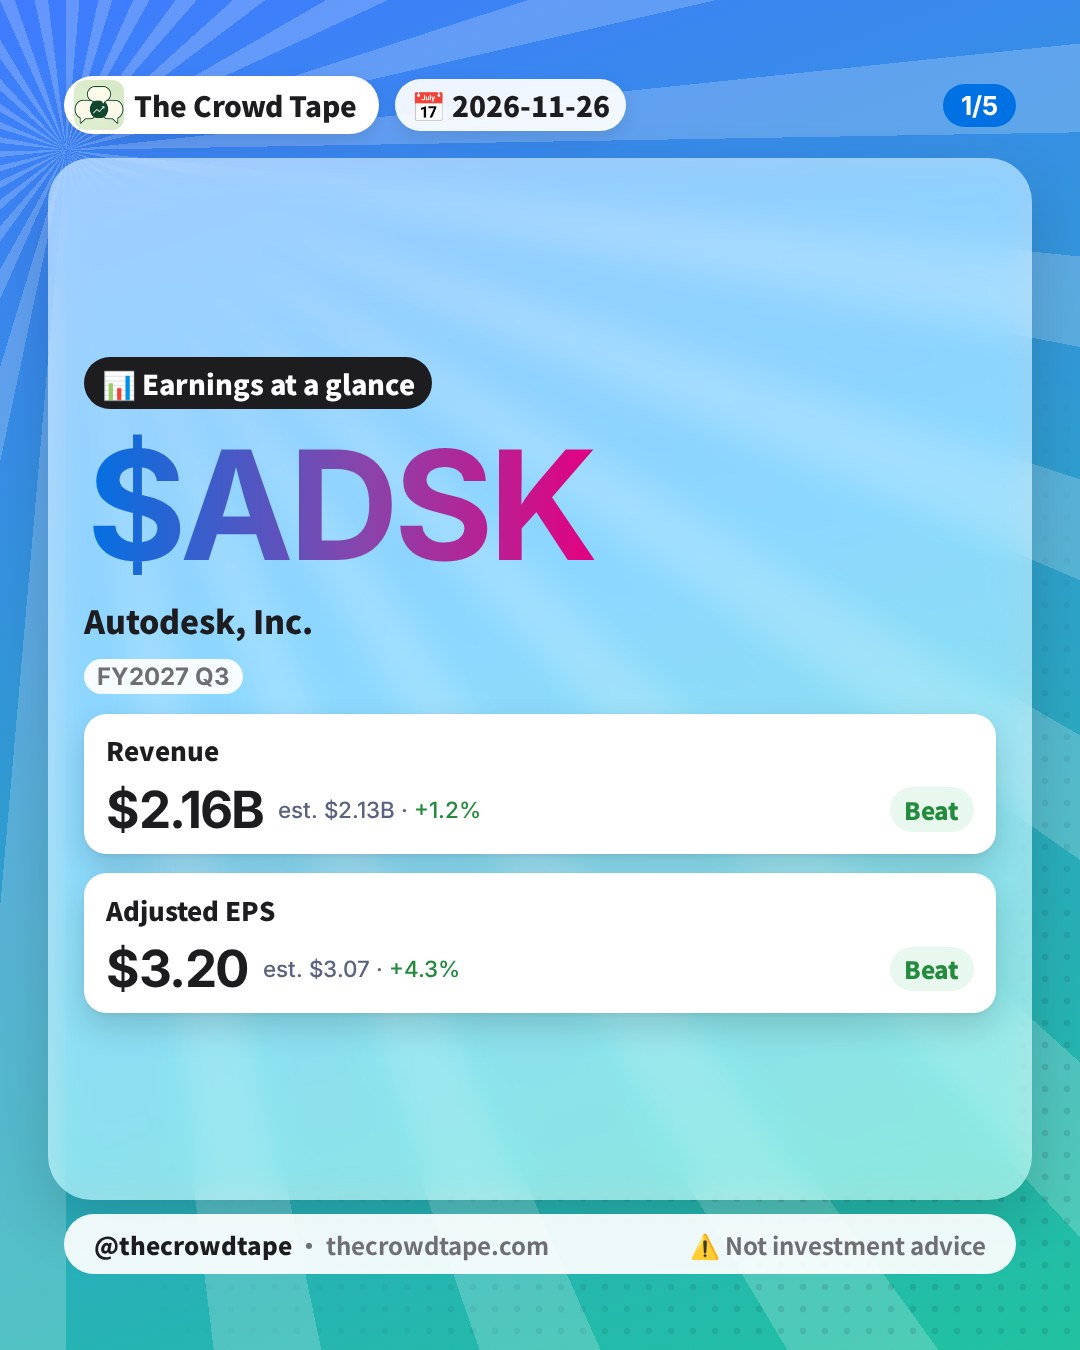 The Crowd Tape
📅 2026-11-26
1/5
📊 Earnings at a glance
$ADSK
Autodesk, Inc.
FY2027 Q3
Revenue
$2.16B est. $2.13B · +1.2%
Beat
Adjusted EPS
$3.20 est. $3.07 · +4.3%
Beat
@thecrowdtape • thecrowdtape.com
⚠️ Not investment advice